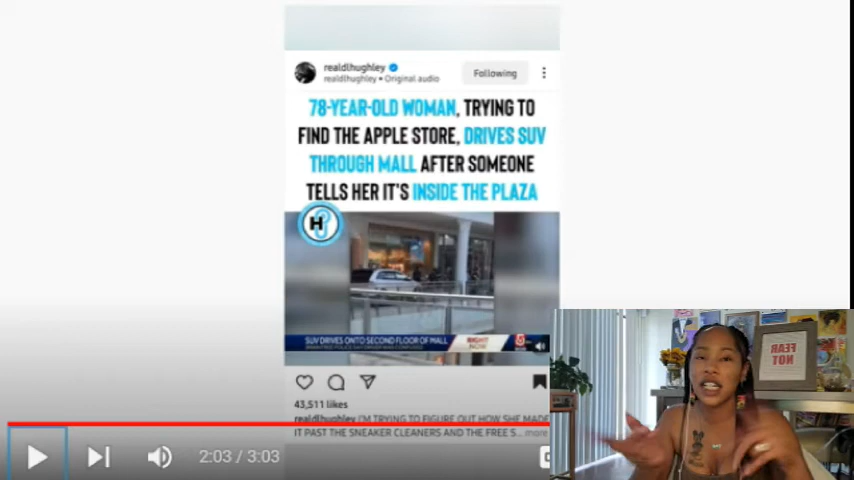 realdlhughley
realdlhughley • Original audio
Following
78-YEAR-OLD WOMAN, TRYING TO
FIND THE APPLE STORE, DRIVES SUV
THROUGH MALL AFTER SOMEONE
TELLS HER IT'S INSIDE THE PLAZA
H
SUV DRIVES ONTO SECOND FLOOR OF MALL
RIGHT
NOW
5
43,511 likes
realdlhughley I'M TRYING TO FIGURE OUT HOW SHE MADE
IT PAST THE SNEAKER CLEANERS AND THE FREE S... more
2:03 / 3:03
FEAR
NOT